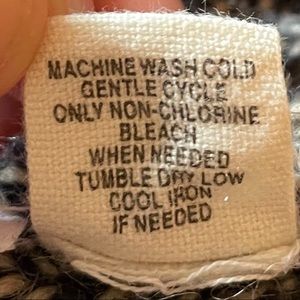 MACHINE WASH COLD
GENTLE CYCLE
ONLY NON-CHLORINE
BLEACH
WHEN NEEDED
TUMBLE DRY LOW
COOL IRON
IF NEEDED